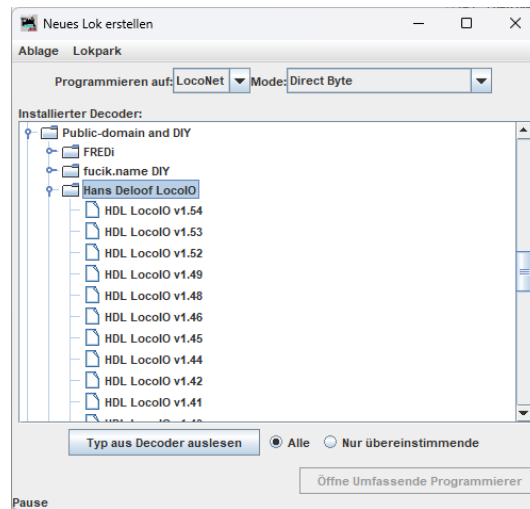 Neues Lok erstellen
Ablage Lokpark
Programmieren auf: LocoNet Mode: Direct Byte
Installierter Decoder:
Public-domain and DIY
FREDi
fucik.name DIY
Hans Deloof LocoIO
HDL LocoIO v1.54
HDL LocoIO v1.53
HDL LocoIO v1.52
HDL LocoIO v1.49
HDL LocoIO v1.48
HDL LocoIO v1.46
HDL LocoIO v1.45
HDL LocoIO v1.44
HDL LocoIO v1.42
HDL LocoIO v1.41
Typ aus Decoder auslesen Alle Nur übereinstimmende
Öffne Umfassende Programmierer
Pause